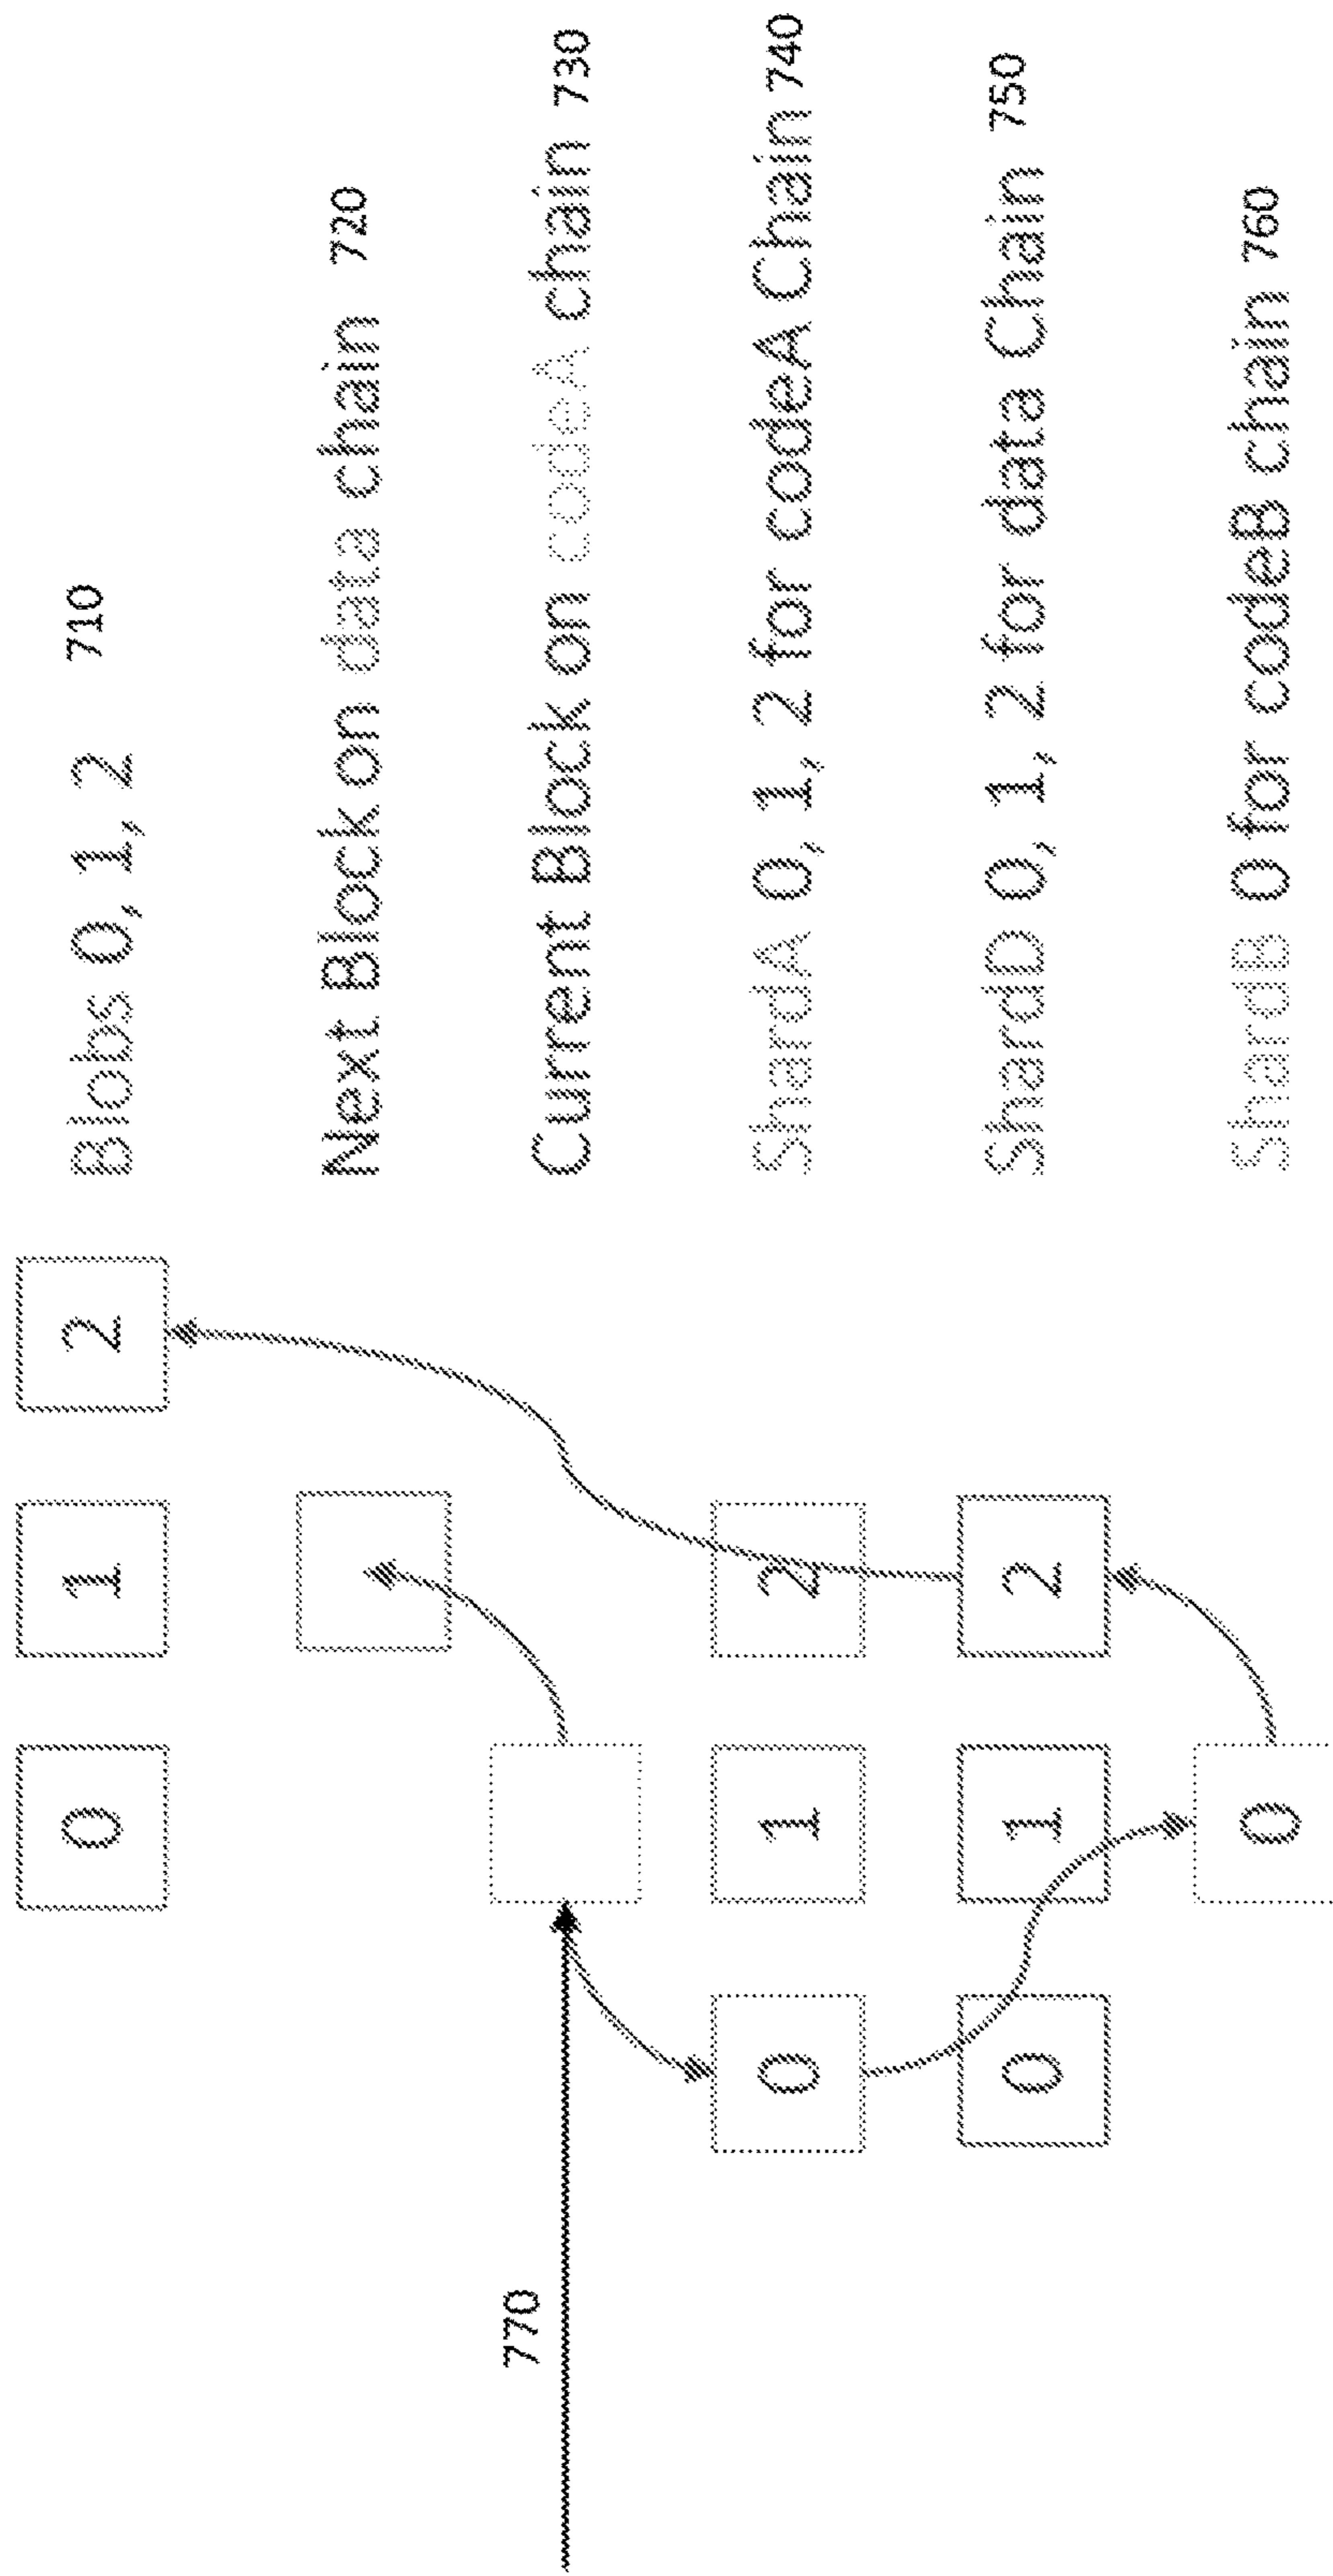 0 1 2 Blobs 0, 1, 2 710
Next Block on data chain 720
770
Current Block on codeA chain 730
0 1 2 ShardA 0, 1, 2 for codeA Chain 740
0 1 2 ShardD 0, 1, 2 for data Chain 750
0 ShardB 0 for codeB chain 760